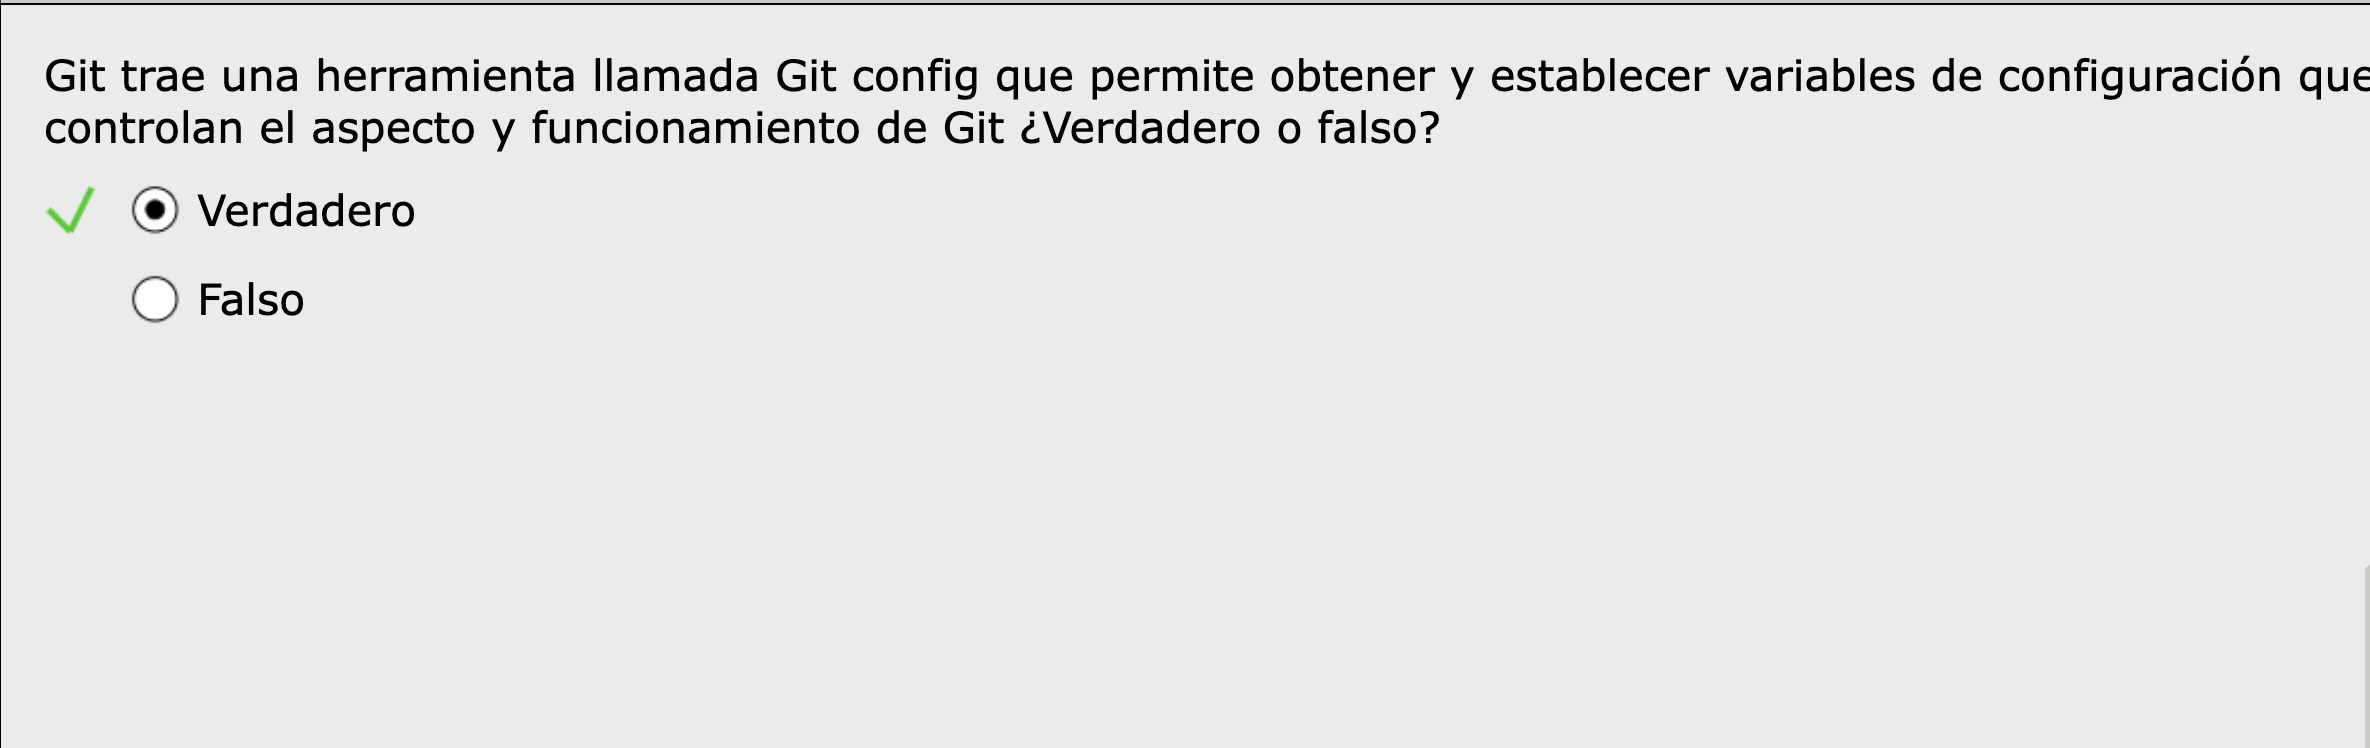 Git trae una herramienta llamada Git config que permite obtener y establecer variables de configuración que
controlan el aspecto y funcionamiento de Git ¿Verdadero o falso?
Verdadero
Falso